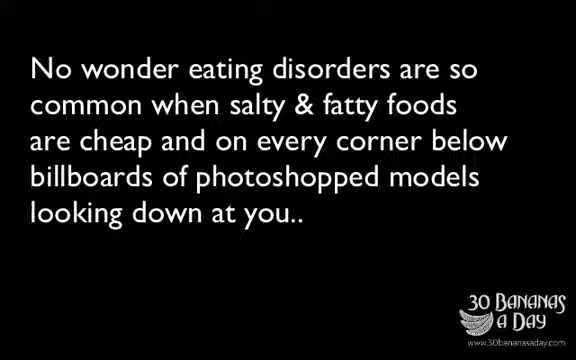 No wonder eating disorders are so
common when salty & fatty foods
are cheap and on every corner below
billboards of photoshopped models
looking down at you..
30 BANANAS
A DAY
www.30bananasaday.com